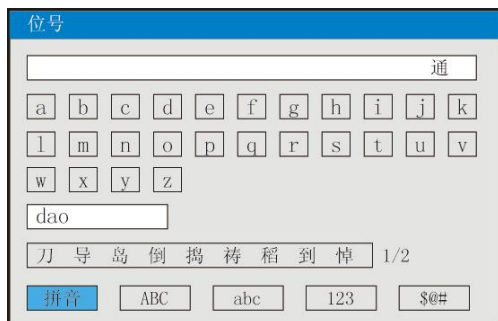 位号
通
a b c d e f g h i j k
l m n o p q r s t u v
w x y z
dao
刀 导 岛 倒 捣 祷 稻 到 悼 1/2
拼音 ABC abc 123 $@#